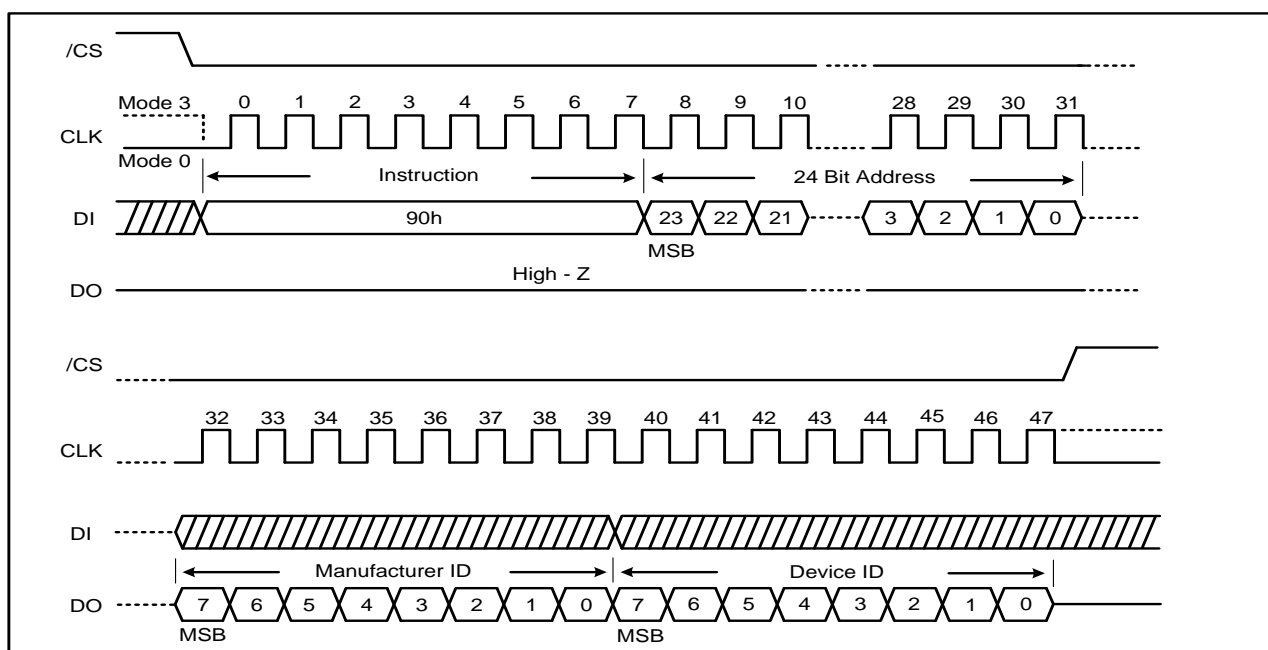 /CS
Mode 3 0 1 2 3 4 5 6 7 8 9 10 28 29 30 31
CLK
Mode 0
Instruction 24 Bit Address
DI 90h 23 22 21 3 2 1 0
MSB
High - Z
DO
/CS
32 33 34 35 36 37 38 39 40 41 42 43 44 45 46 47
CLK
DI
Manufacturer ID Device ID
DO 7 6 5 4 3 2 1 0 7 6 5 4 3 2 1 0
MSB MSB